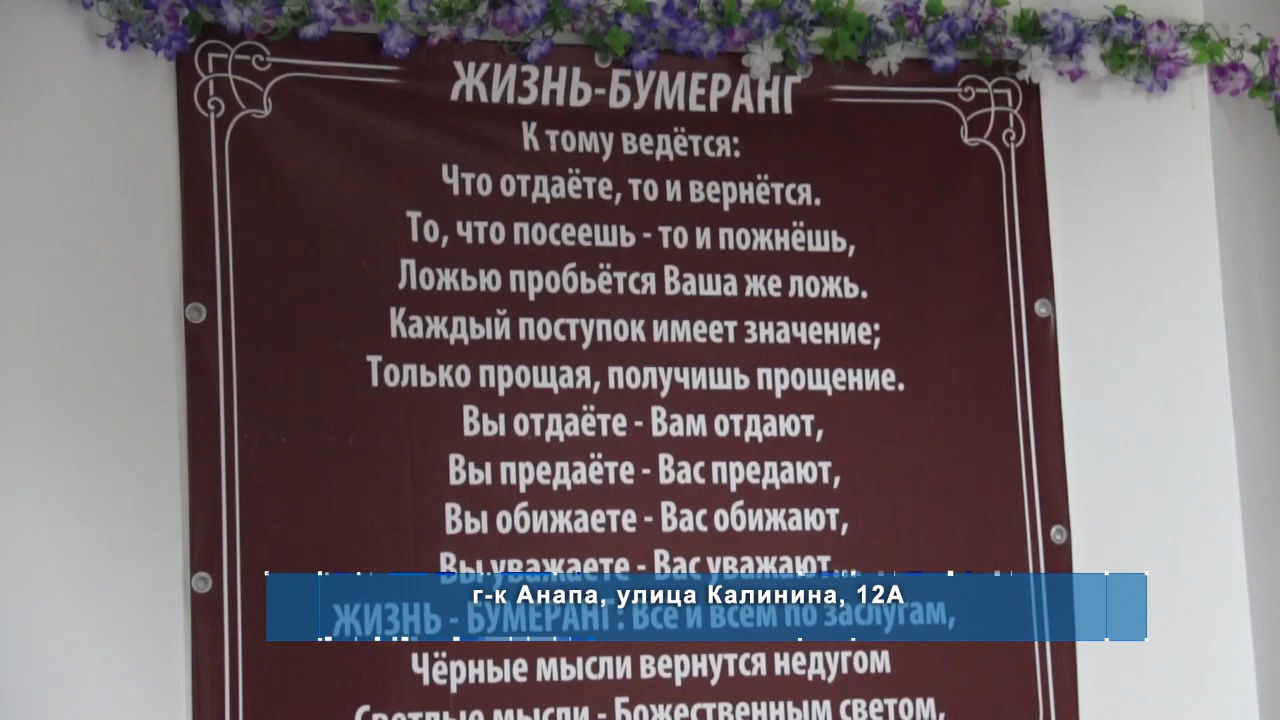 ЖИЗНЬ-БУМЕРАНГ
К тому ведётся:
Что отдаёте, то и вернётся.
То, что посеешь - то и пожнёшь,
Ложью пробьётся Ваша же ложь.
Каждый поступок имеет значение;
Только прощая, получишь прощение.
Вы отдаёте - Вам отдают,
Вы предаёте - Вас предают,
Вы обижаете - Вас обижают,
Вы уважаете - Вас уважают...
г-к Анапа, улица Калинина, 12А
ЖИЗНЬ - БУМЕРАНГ: Всё и всем по заслугам,
Чёрные мысли вернутся недугом
Светлые мысли - Божественным светом,